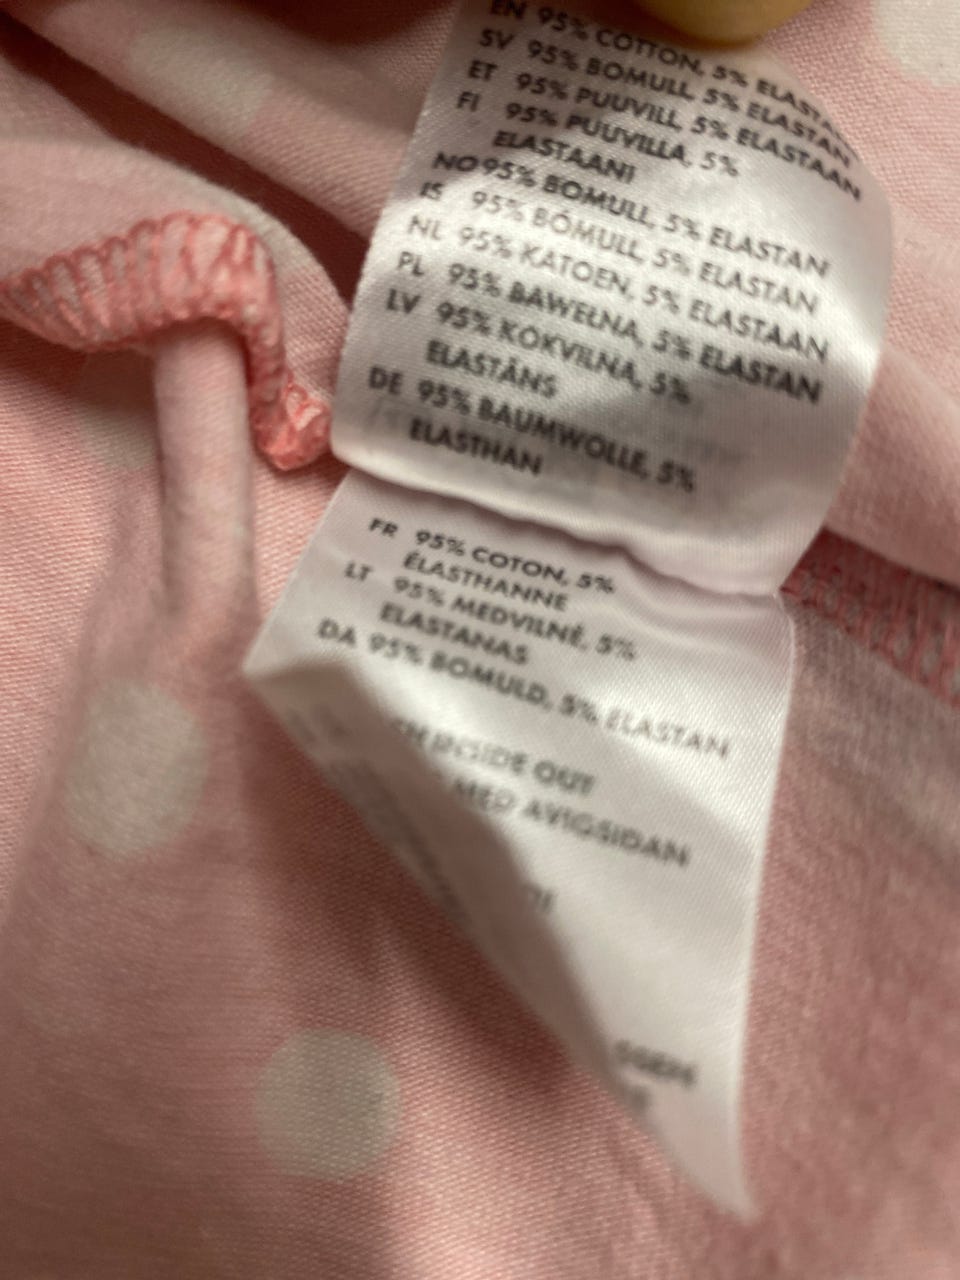 EN 95% COTTON, 5% ELASTAN
SV 95% BOMULL, 5% ELASTAN
ET 95% PUUVILL, 5% ELASTAAN
FI 95% PUUVILLA, 5%
ELASTAANI
NO 95% BOMULL, 5% ELASTAN
IS 95% BÓMULL, 5% ELASTAN
NL 95% KATOEN, 5% ELASTAAN
PL 95% BAWEŁNA, 5% ELASTAN
LV 95% KOKVILNA, 5%
ELASTĀNS
DE 95% BAUMWOLLE, 5%
ELASTHAN
FR 95% COTON, 5%
ÉLASTHANNE
LT 95% MEDVILNĖ, 5%
ELASTANAS
DA 95% BOMULD, 5% ELASTAN
INSIDE OUT
MED AVIGSIDAN